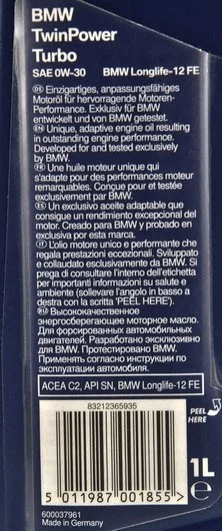 BMW
TwinPower
Turbo
SAE 0W-30 BMW Longlife-12 FE
Einzigartiges, anpassungsfähiges
Motoröl für hervorragende Motoren-
Performance. Exklusiv für BMW
entwickelt und von BMW getestet.
Unique, adaptive engine oil resulting
in outstanding engine performance.
Developed for and tested exclusively
by BMW.
Une huile moteur unique qui
s'adapte pour des performances moteur
remarquables. Conçue pour et testée
exclusivement par BMW.
Un exclusivo aceite adaptable que
consigue un rendimiento excepcional del
motor. Creado para BMW y probado en
exclusiva por esta marca.
L'olio motore unico e performante che
regala prestazioni eccezionali. Sviluppato
e collaudato esclusivamente da BMW. Si
prega di consultare l'interno dell'etichetta
per importanti informazioni su salute e
ambiente (sollevare l'angolo in basso a
destra con la scritta 'PEEL HERE').
Высококачественное
энергосберегающее моторное масло.
Для форсированных автомобильных
двигателей. Разработано эксклюзивно
для BMW. Протестировано BMW.
Применять согласно инструкции по
эксплуатации автомобиля.
ACEA C2, API SN, BMW Longlife-12 FE
83212365935
PEEL
HERE
1L
5 011987 001855 > ℮
600037961
Made in Germany